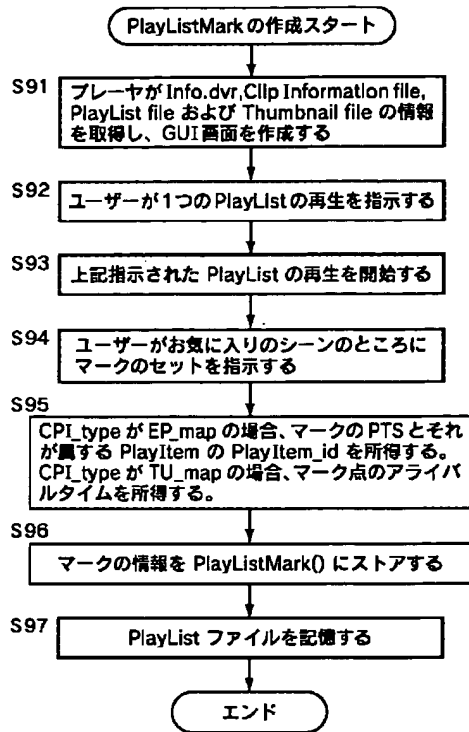 PlayListMarkの作成スタート
S91
プレーヤが Info.dvr,Clip Information file,
PlayList file および Thumbnail file の情報
を取得し、GUI画面を作成する
S92
ユーザーが1つのPlayListの再生を指示する
S93
上記指示された PlayList の再生を開始する
S94
ユーザーがお気に入りのシーンのところに
マークのセットを指示する
S95
CPI_type が EP_map の場合、マークの PTS とそれ
が属する PlayItem の PlayItem_id を所得する。
CPI_type が TU_map の場合、マーク点のアライバ
ルタイムを所得する。
S96
マークの情報を PlayListMark() にストアする
S97
PlayList ファイルを記憶する
エンド